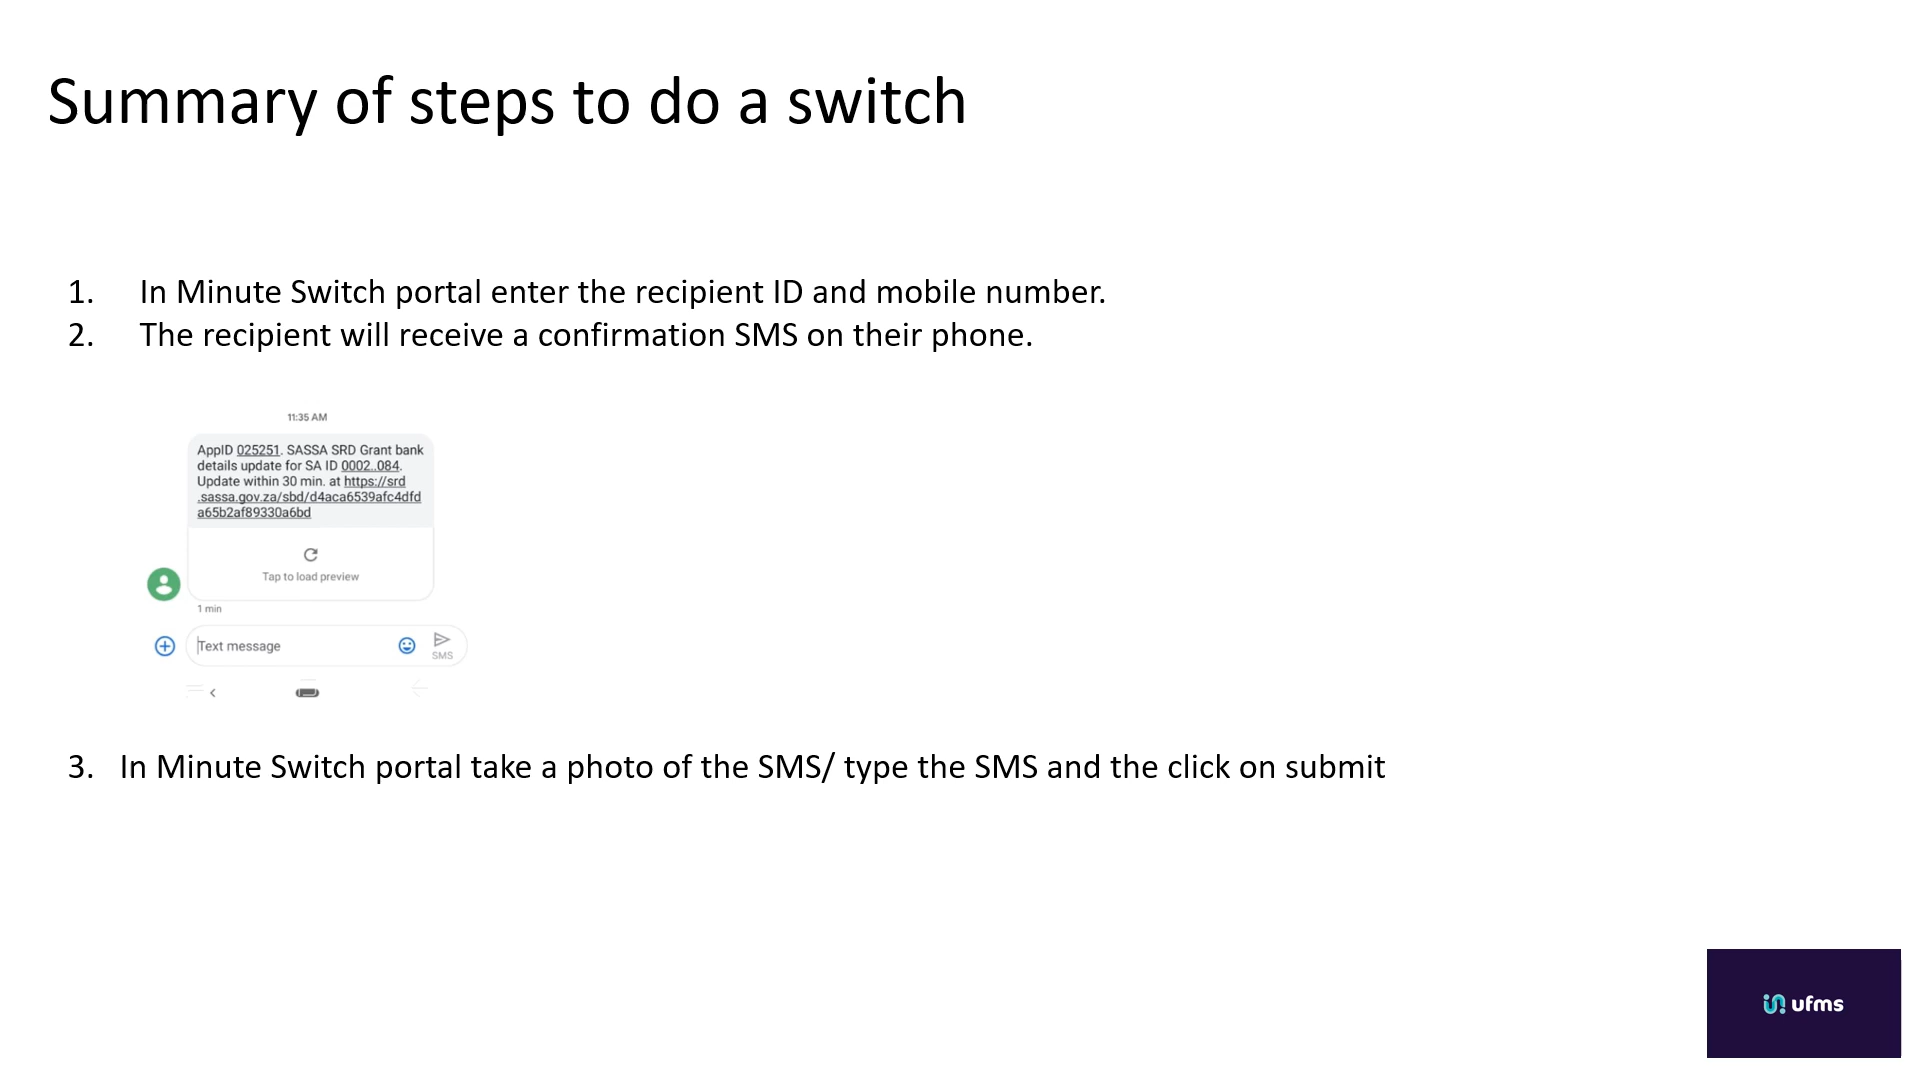 Summary of steps to do a switch
1. In Minute Switch portal enter the recipient ID and mobile number.
2. The recipient will receive a confirmation SMS on their phone.
11:35 AM
AppID 025251. SASSA SRD Grant bank
details update for SA ID 0002..084.
Update within 30 min. at https://srd
.sassa.gov.za/sbd/d4aca6539afc4dfd
a65b2af89330a6bd
Tap to load preview
1 min
Text message
SMS
3. In Minute Switch portal take a photo of the SMS/ type the SMS and the click on submit
ufms